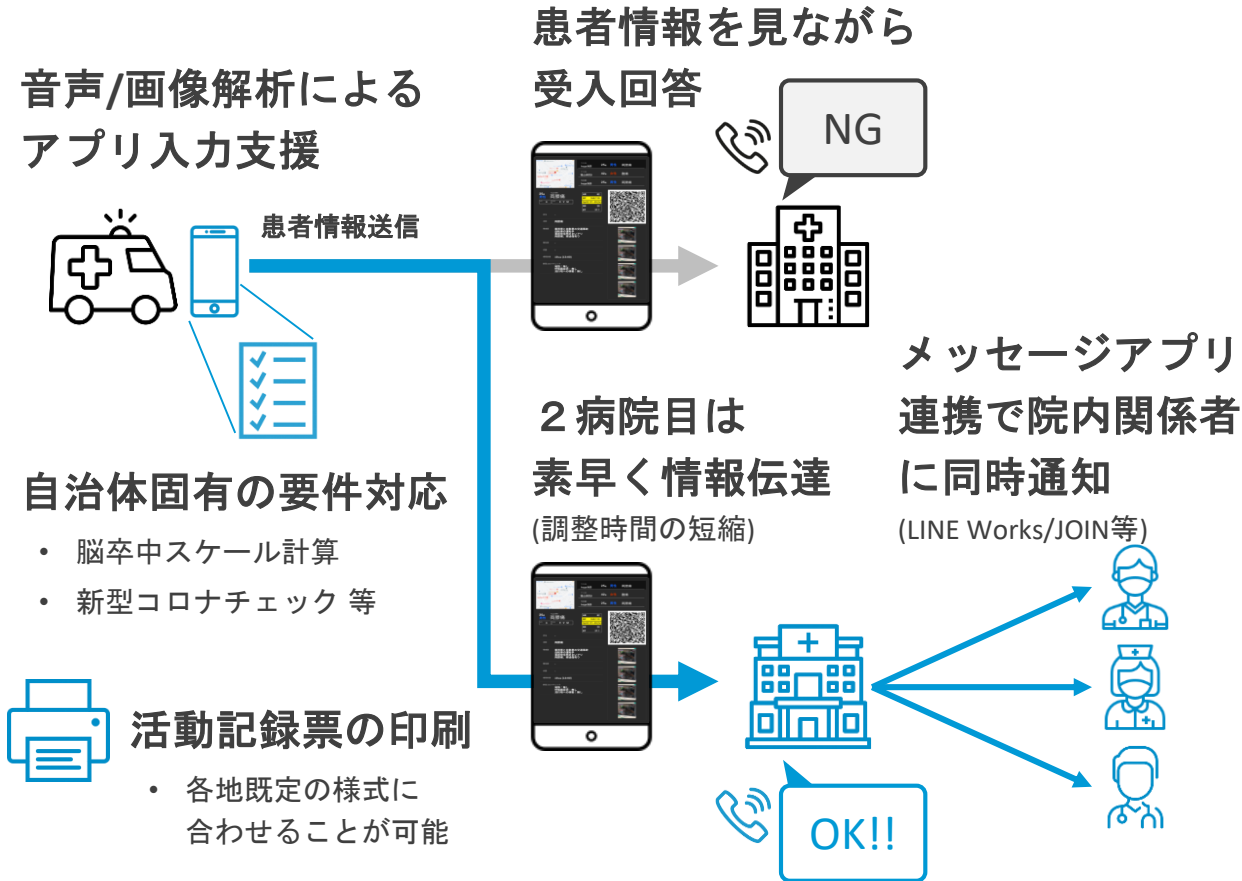 音声/画像解析による
アプリ入力支援
患者情報送信
患者情報を見ながら
受入回答
NG
自治体固有の要件対応
• 脳卒中スケール計算
• 新型コロナチェック 等
活動記録票の印刷
• 各地既定の様式に
合わせることが可能
２病院目は
素早く情報伝達
(調整時間の短縮)
OK!!
メッセージアプリ
連携で院内関係者
に同時通知
(LINE Works/JOIN等)